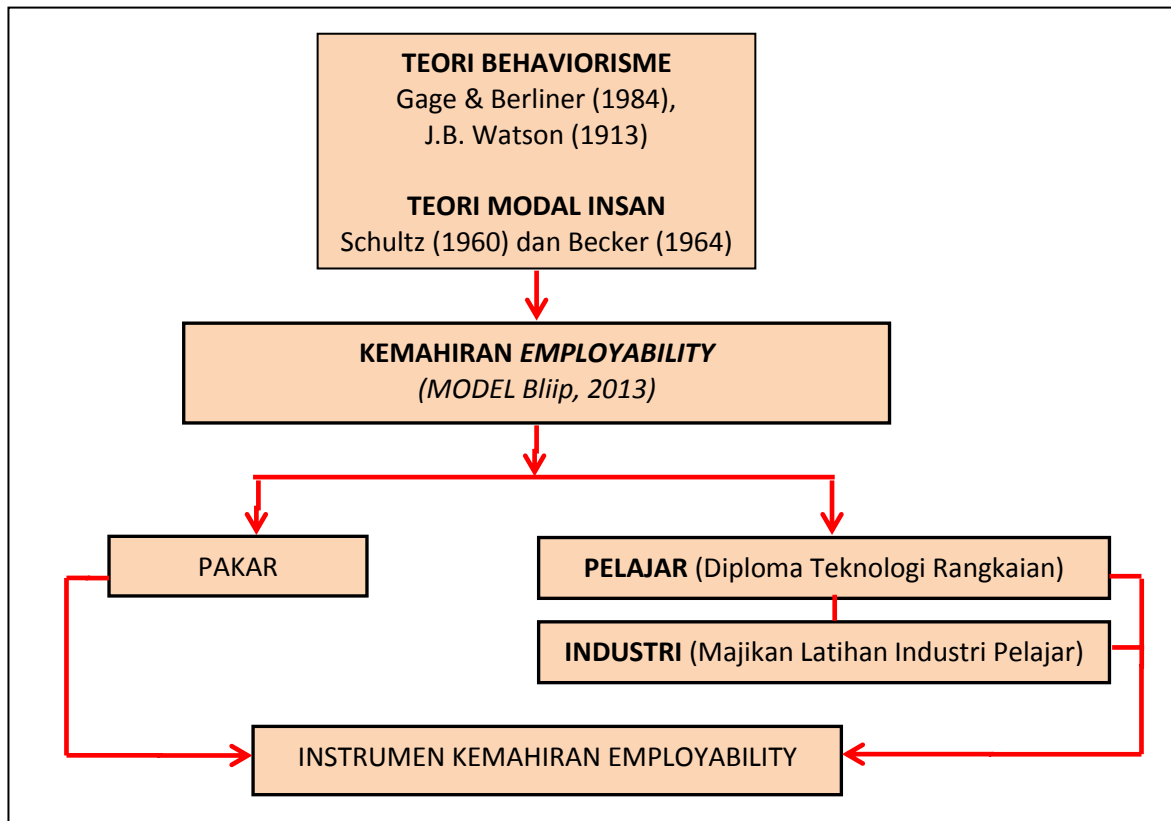 TEORI BEHAVIORISME
Gage & Berliner (1984),
J.B. Watson (1913)
TEORI MODAL INSAN
Schultz (1960) dan Becker (1964)
KEMAHIRAN EMPLOYABILITY
(MODEL Bliip, 2013)
PAKAR
PELAJAR (Diploma Teknologi Rangkaian)
INDUSTRI (Majikan Latihan Industri Pelajar)
INSTRUMEN KEMAHIRAN EMPLOYABILITY